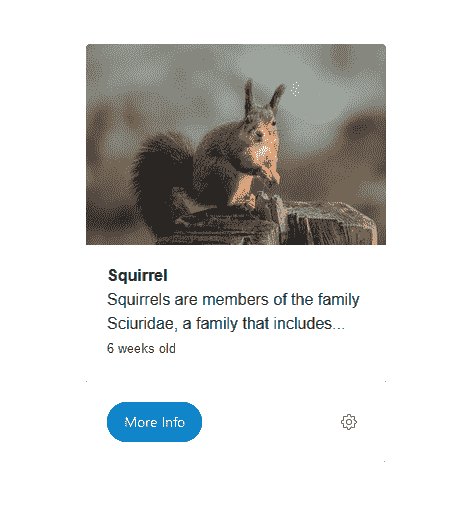 Squirrel
Squirrels are members of the family
Sciuridae, a family that includes...
6 weeks old
More Info